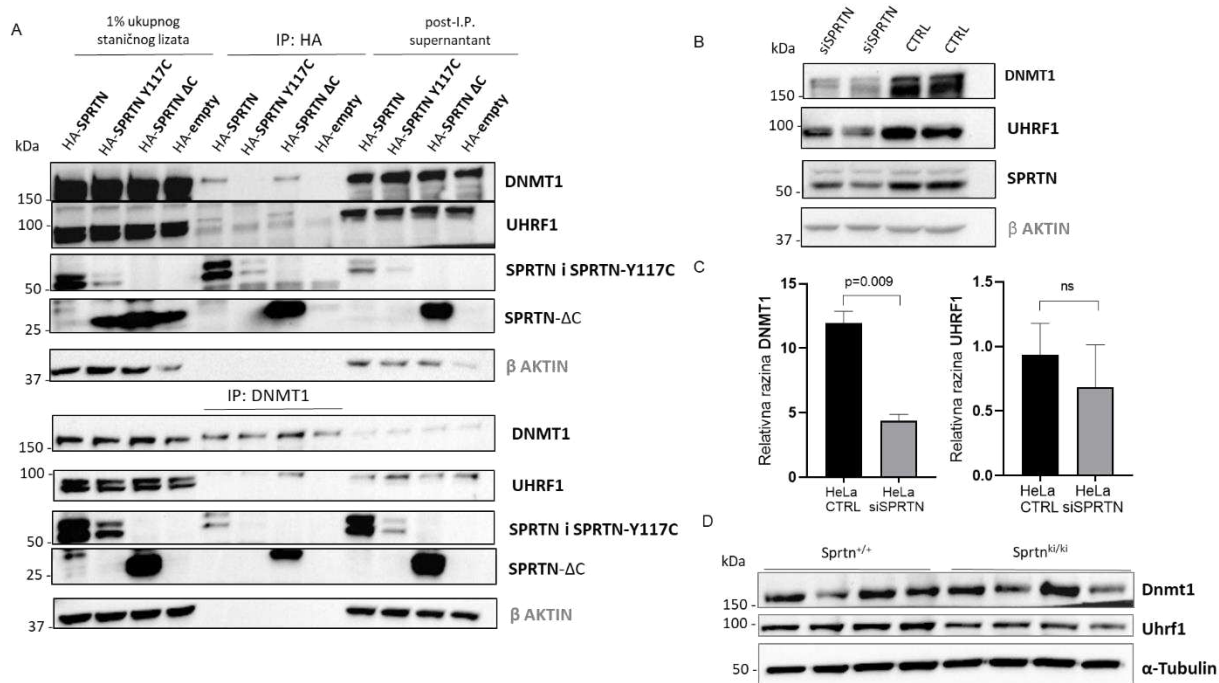 A
1% ukupnog
staničnog lizata
IP: HA
post-I.P.
supernantant
HA-SPRTN
HA-SPRTN Y117C
HA-SPRTN ΔC
HA-empty
HA-SPRTN
HA-SPRTN Y117C
HA-SPRTN ΔC
HA-empty
HA-SPRTN
HA-SPRTN Y117C
HA-SPRTN ΔC
HA-empty
kDa
150 -
DNMT1
100 -
UHRF1
50 -
SPRTN i SPRTN-Y117C
25 -
SPRTN-ΔC
37 -
β AKTIN
IP: DNMT1
150 -
DNMT1
100 -
UHRF1
50 -
SPRTN i SPRTN-Y117C
25 -
SPRTN-ΔC
37 -
β AKTIN
B
kDa
siSPRTN
siSPRTN
CTRL
CTRL
150 -
DNMT1
100 -
UHRF1
50 -
SPRTN
37 -
β AKTIN
C
Relativna razina DNMT1
15
10
5
0
p=0.009
HeLa
CTRL
HeLa
siSPRTN
Relativna razina UHRF1
1.5
1.0
0.5
0.0
ns
HeLa
CTRL
HeLa
siSPRTN
D
kDa
Sprtn+/+
Sprtnki/ki
150 -
Dnmt1
100 -
Uhrf1
50 -
α-Tubulin